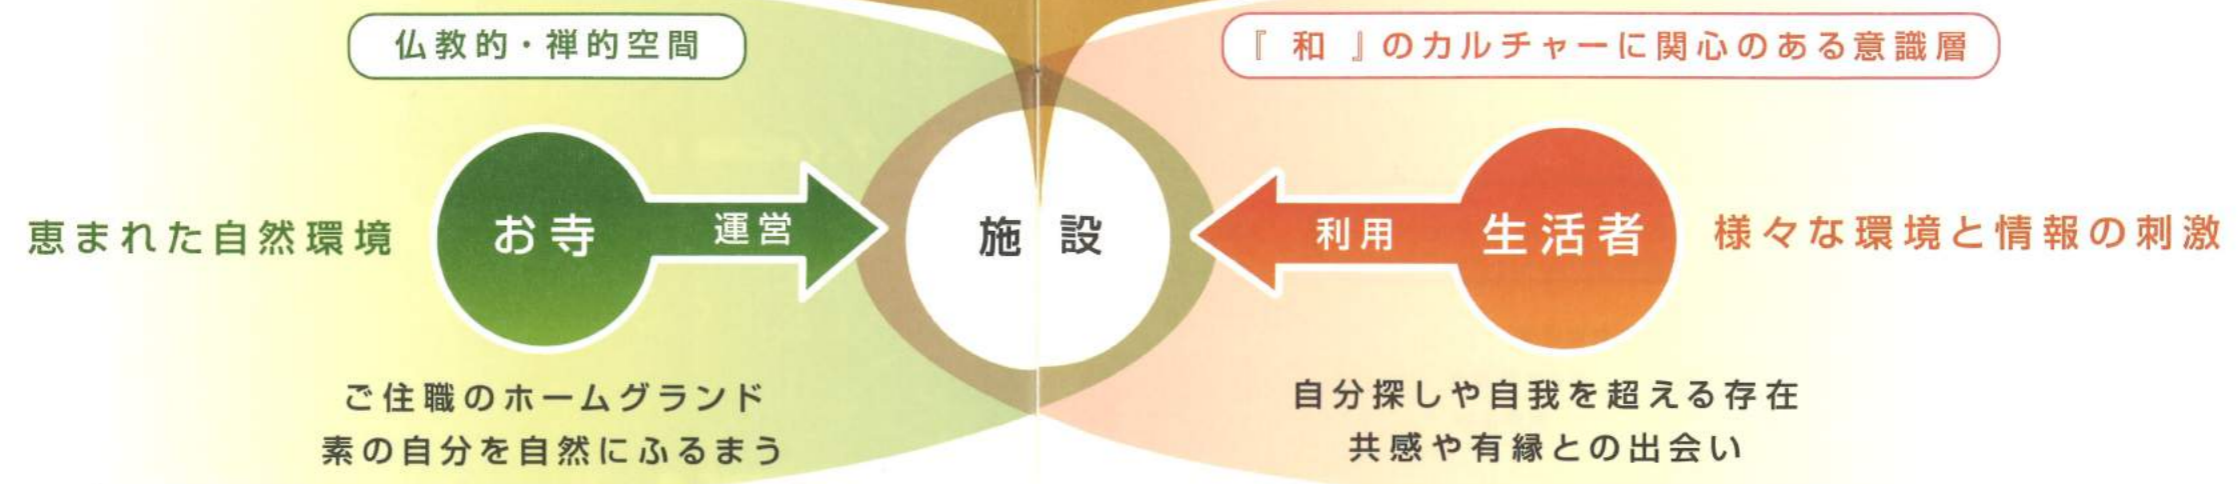 仏教的・禅的空間
『 和 』のカルチャーに関心のある意識層
恵まれた自然環境
お寺
運営
施設
利用
生活者
様々な環境と情報の刺激
ご住職のホームグランド
素の自分を自然にふるまう
自分探しや自我を超える存在
共感や有縁との出会い